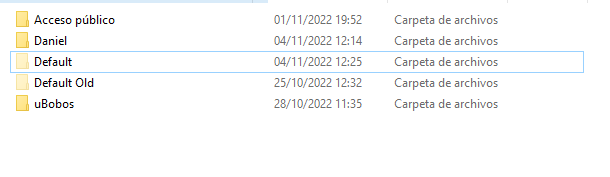 Acceso público 01/11/2022 19:52 Carpeta de archivos
Daniel 04/11/2022 12:14 Carpeta de archivos
Default 04/11/2022 12:25 Carpeta de archivos
Default Old 25/10/2022 12:32 Carpeta de archivos
uBobos 28/10/2022 11:35 Carpeta de archivos